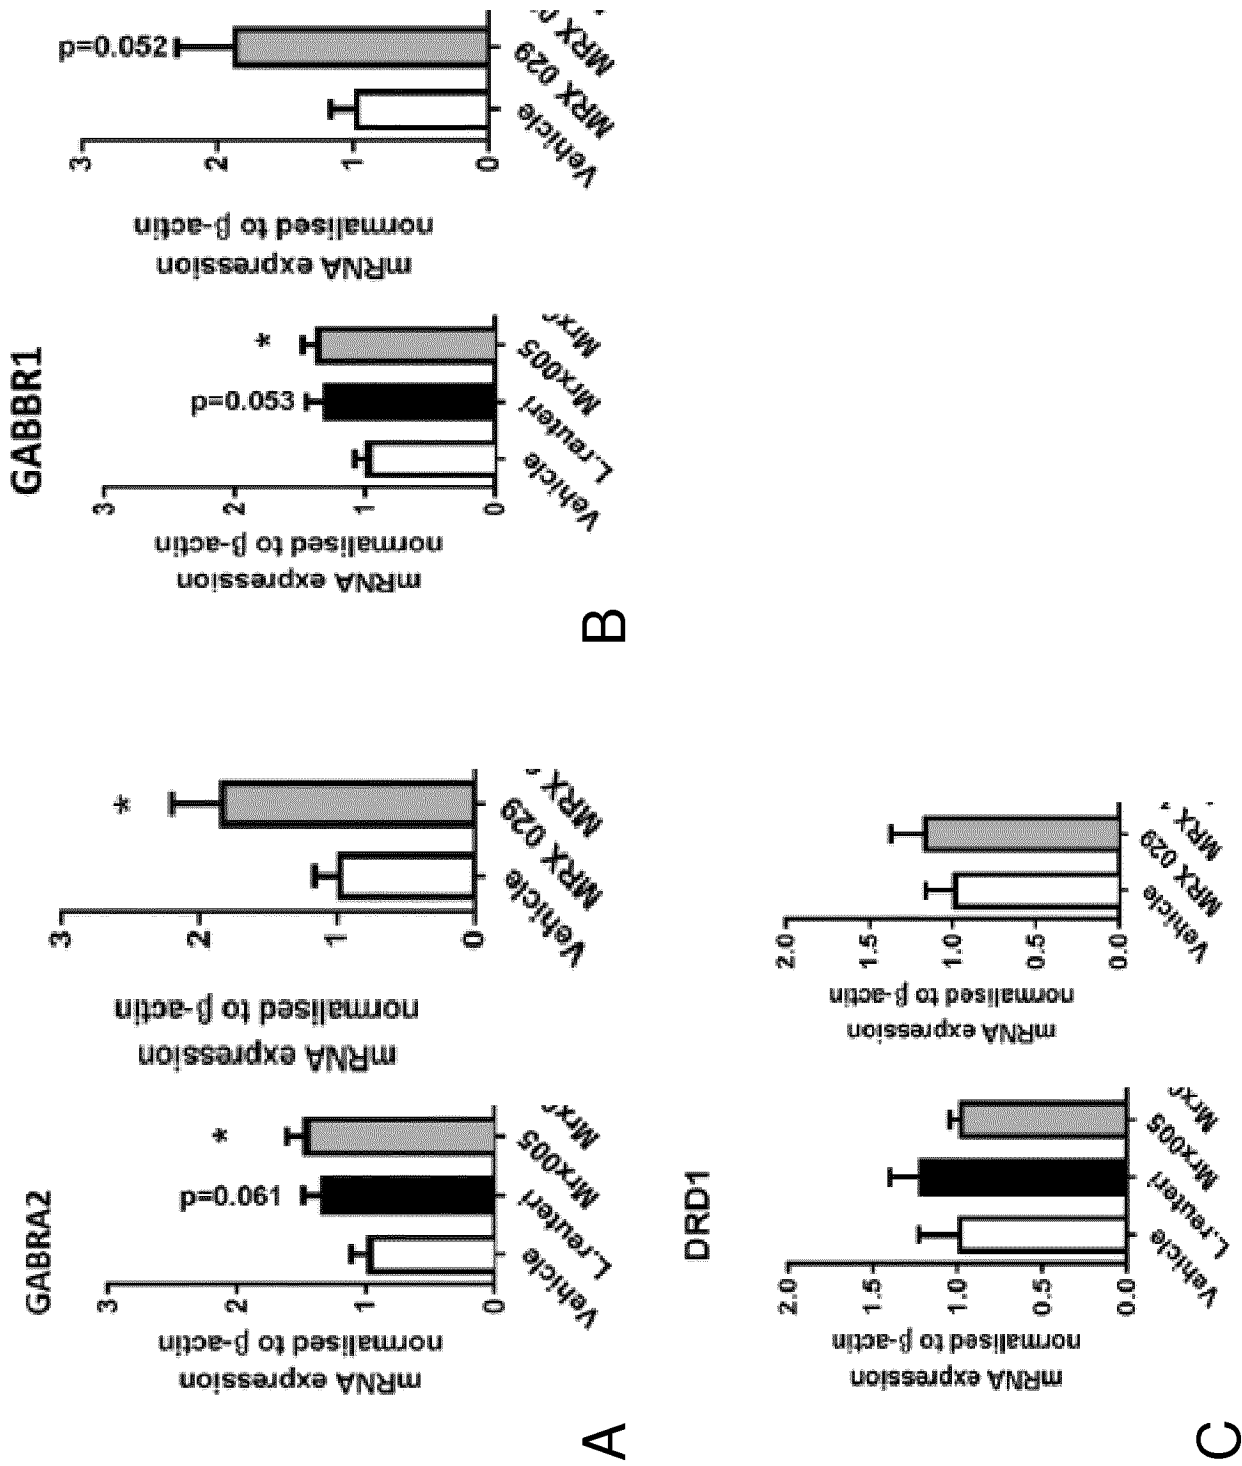 GABRA2
mRNA expression
normalised to β-actin
3
2
1
0
p=0.061
*
Vehicle
L.reuteri
Mrx005
mRNA expression
normalised to β-actin
3
2
1
0
*
Vehicle
MRX 029
MRX
A
GABBR1
mRNA expression
normalised to β-actin
3
2
1
0
p=0.053
*
Vehicle
L.reuteri
Mrx005
mRNA expression
normalised to β-actin
3
2
1
0
p=0.052
Vehicle
MRX 029
MRX
B
DRD1
mRNA expression
normalised to β-actin
2.0
1.5
1.0
0.5
0.0
Vehicle
L.reuteri
Mrx005
mRNA expression
normalised to β-actin
2.0
1.5
1.0
0.5
0.0
Vehicle
MRX 029
MRX
C